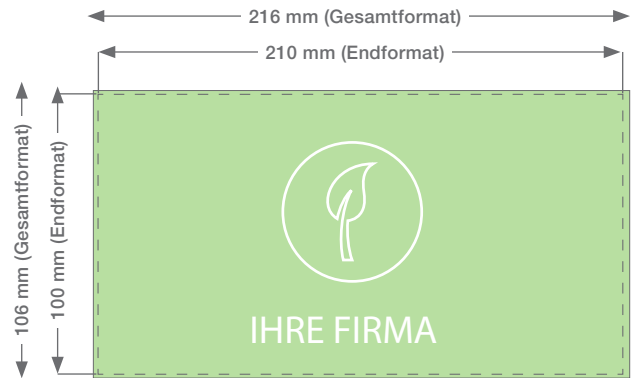 216 mm (Gesamtformat)
210 mm (Endformat)
106 mm (Gesamtformat)
100 mm (Endformat)
IHRE FIRMA